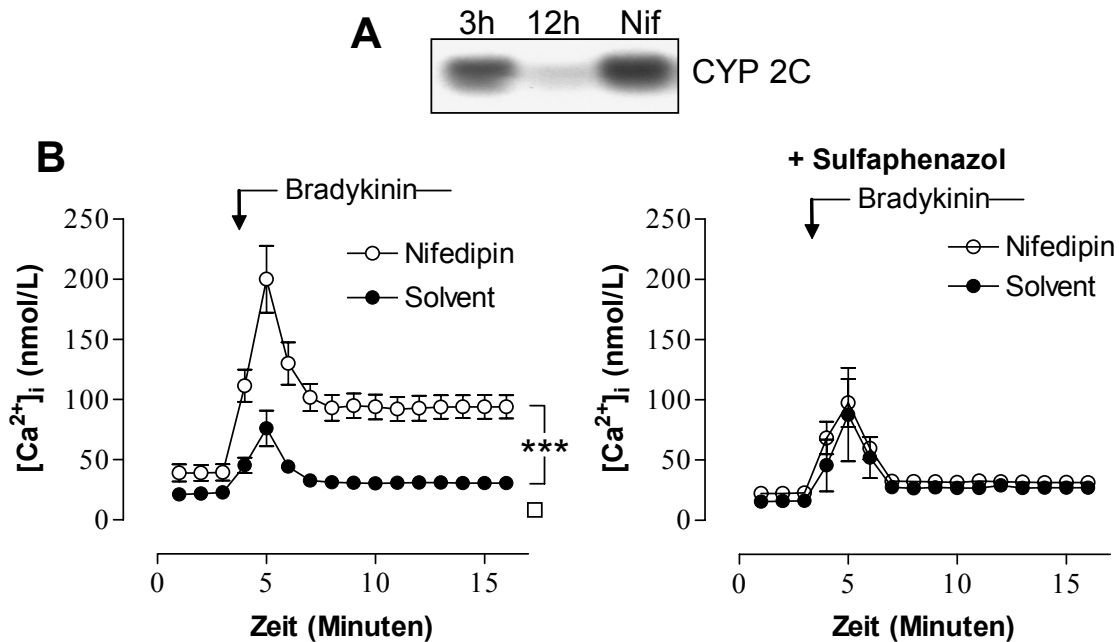 A
3h 12h Nif
CYP 2C
B
Bradykinin
250
200
150
100
50
0
[Ca²⁺]ᵢ (nmol/L)
Nifedipin
Solvent
***
0 5 10 15
Zeit (Minuten)
+ Sulfaphenazol
Bradykinin
250
200
150
100
50
0
[Ca²⁺]ᵢ (nmol/L)
Nifedipin
Solvent
0 5 10 15
Zeit (Minuten)